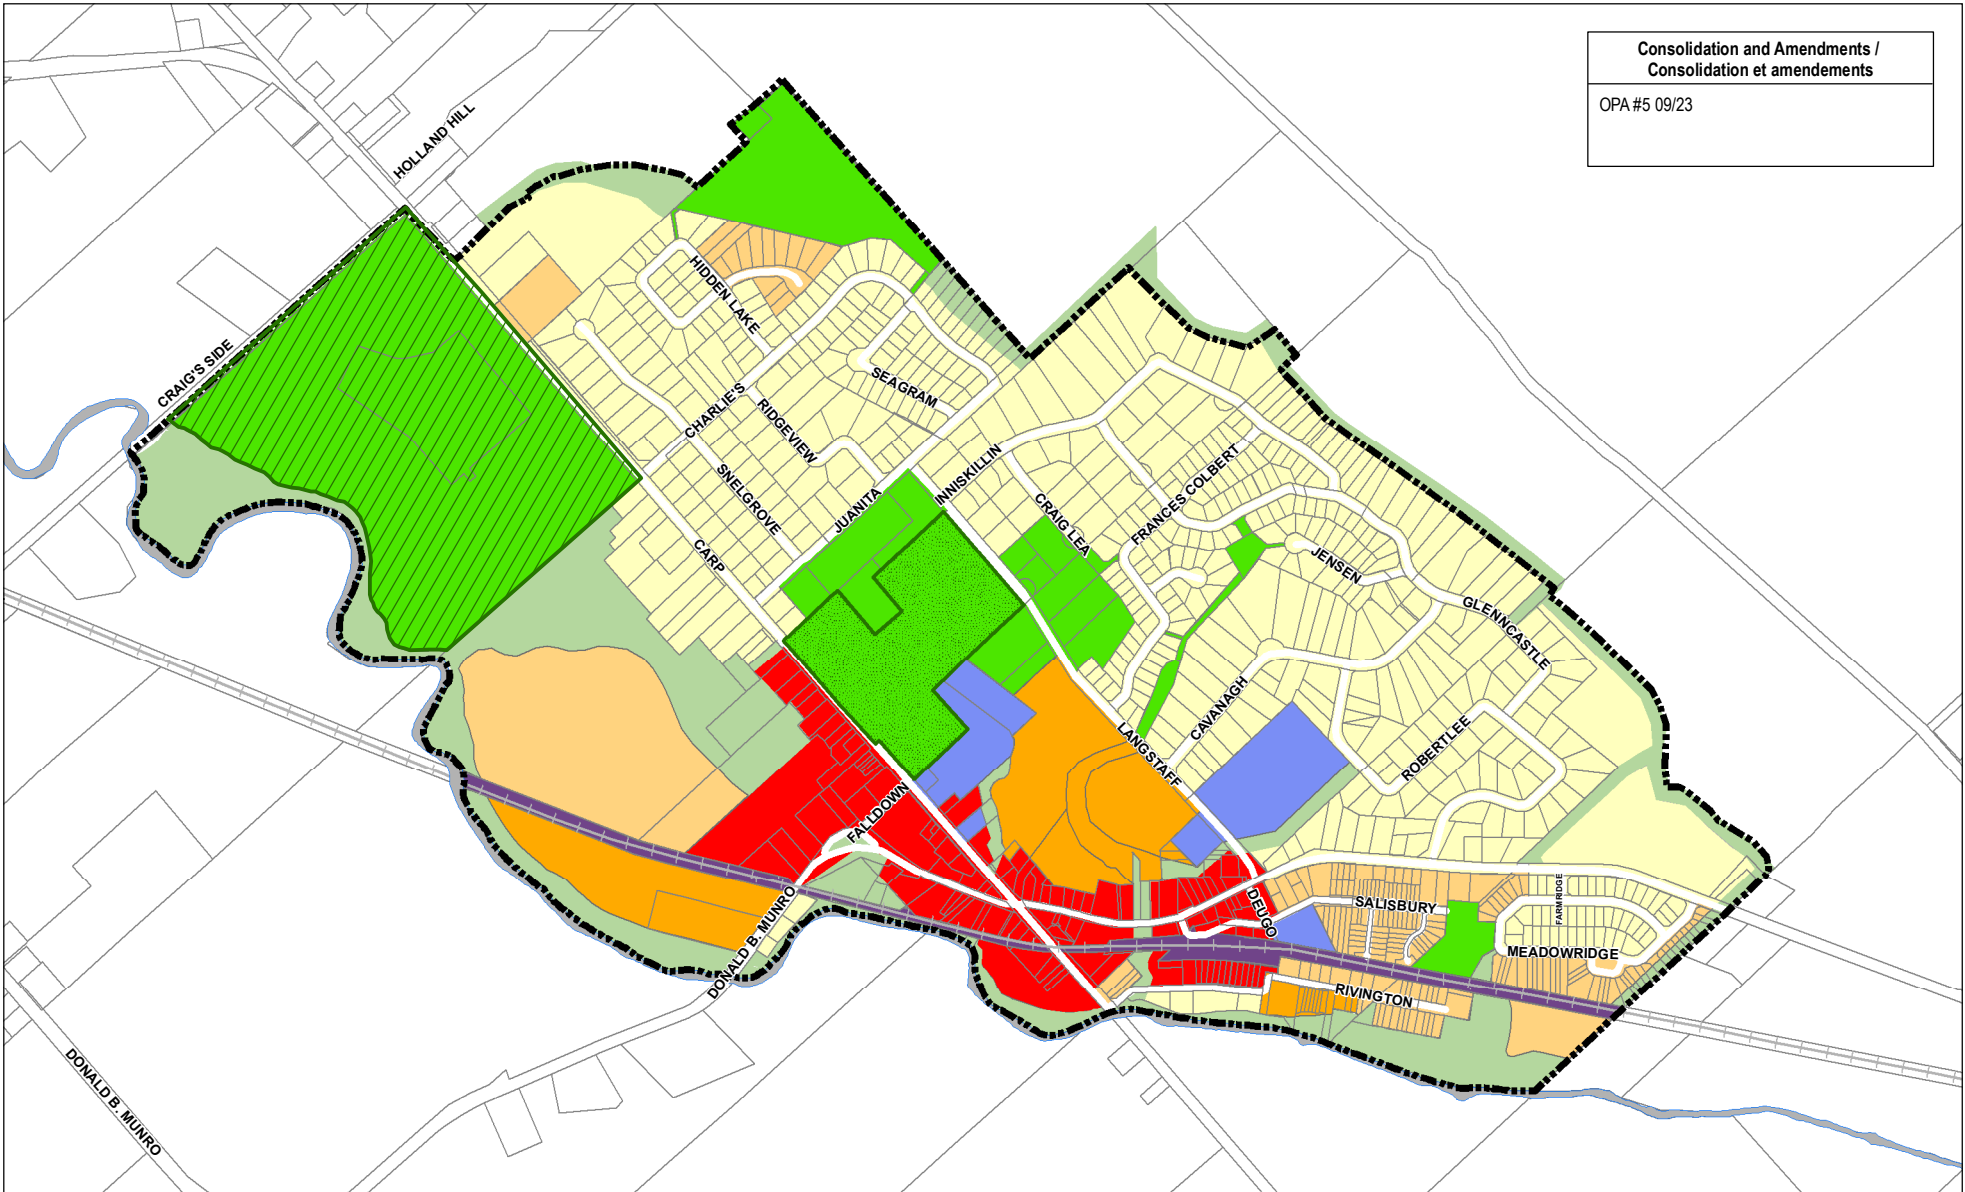 Consolidation and Amendments /
Consolidation et amendements
OPA #5 09/23
HOLLAND HILL
CRAIG'S SIDE
HIDDEN LAKE
SEAGRAM
CHARLIE'S
RIDGEVIEW
SNELGROVE
JUANITA
INNISKILLIN
CARP
CRAIG LEA
FRANCES COLBERT
JENSEN
GLENNCASTLE
CAVANAGH
LANGSTAFF
ROBERTLEE
FALLDOWN
DONALD B. MUNRO
DEUGO
SALISBURY
FARMRIDGE
MEADOWRIDGE
RIVINGTON
DONALD B. MUNRO